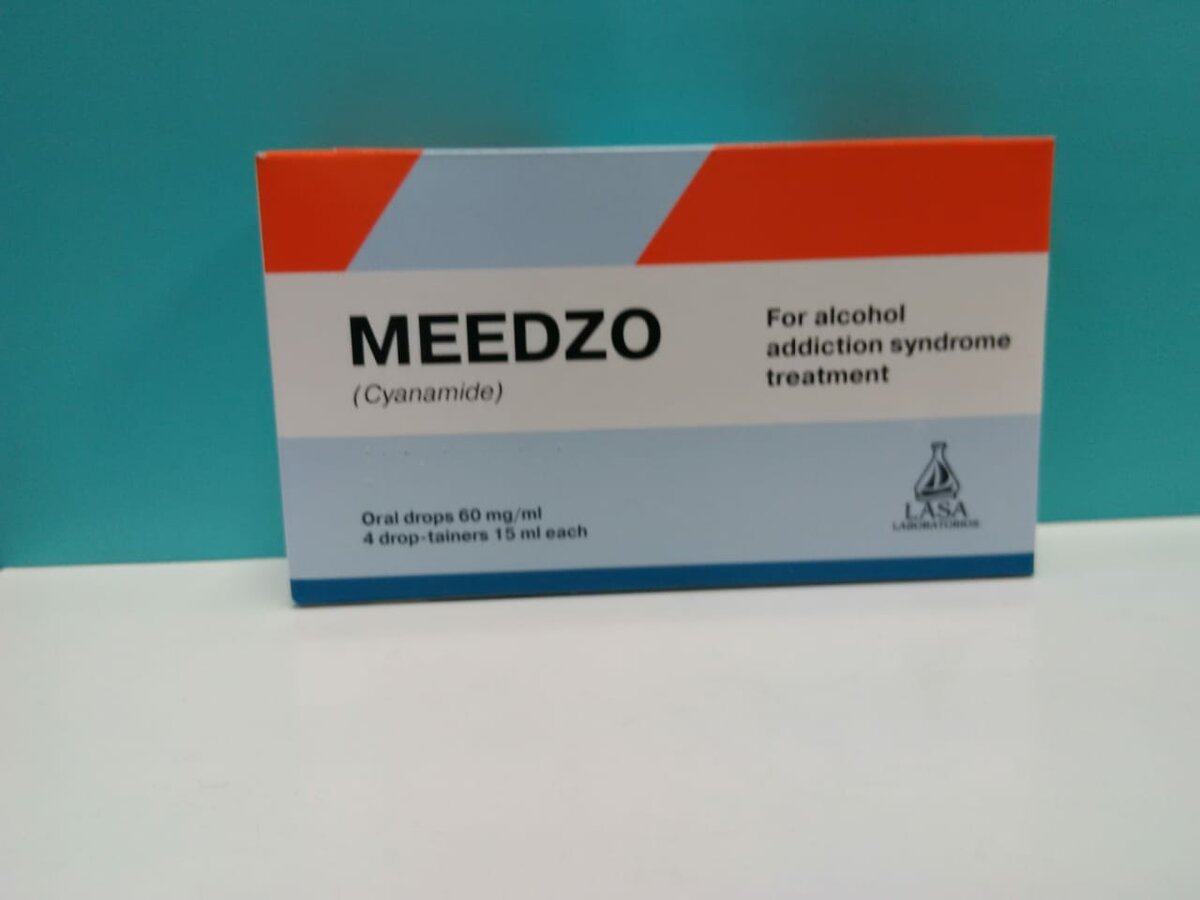 MEEDZO
(Cyanamide)
For alcohol
addiction syndrome
treatment
Oral drops 60 mg/ml
4 drop-tainers 15 ml each
LASA
LABORATORIOS